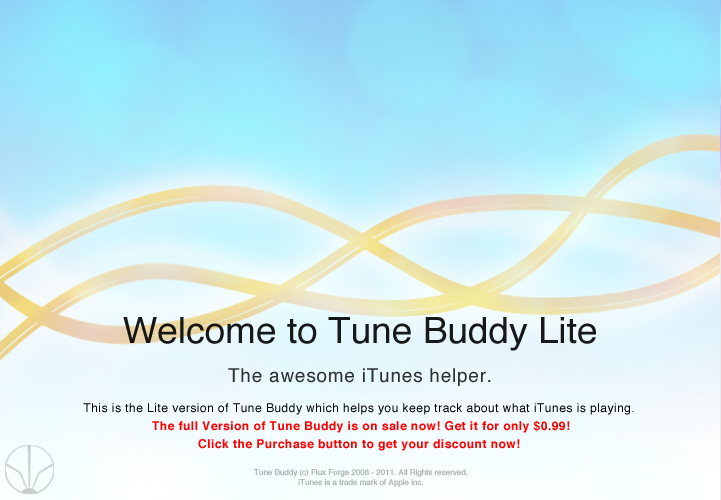 Welcome to Tune Buddy Lite
The awesome iTunes helper.
This is the Lite version of Tune Buddy which helps you keep track about what iTunes is playing.
The full Version of Tune Buddy is on sale now! Get it for only $0.99!
Click the Purchase button to get your discount now!
Tune Buddy (c) Flux Forge 2008 - 2011. All Rights reserved.
iTunes is a trade mark of Apple inc.